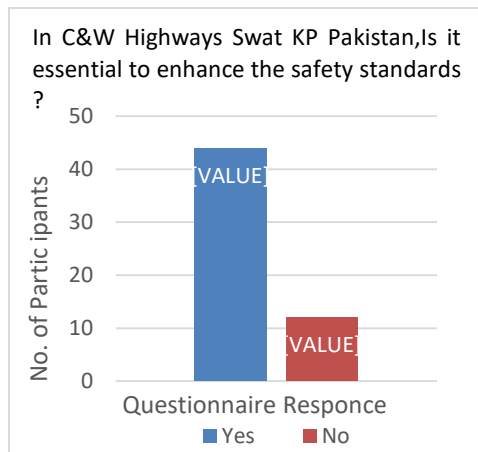 In C&W Highways Swat KP Pakistan,Is it
essential to enhance the safety standards
?
50
40
30
20
10
0
No. of Partic ipants
[VALUE]
[VALUE]
Questionnaire Responce
Yes No